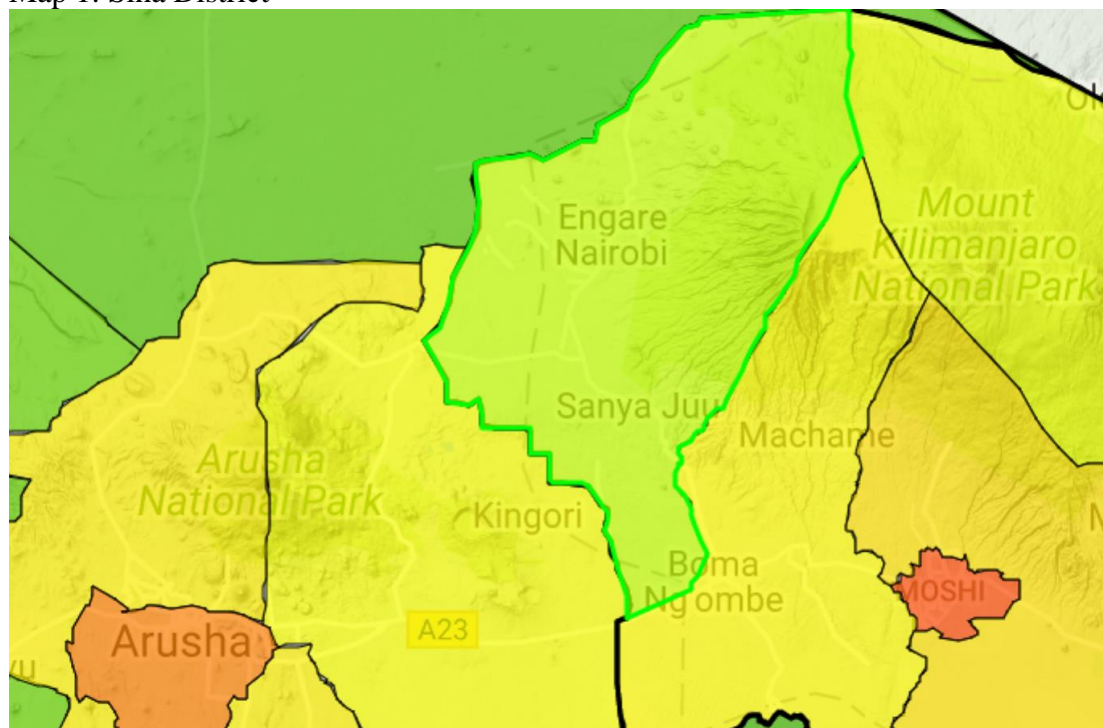 Map 1: Siha District
Engare
Nairobi
Mount
Kilimanjaro
National Park
Sanya Juu
Machame
Arusha
National Park
Kingori
Boma
Ng'ombe
MOSHI
A23
Arusha